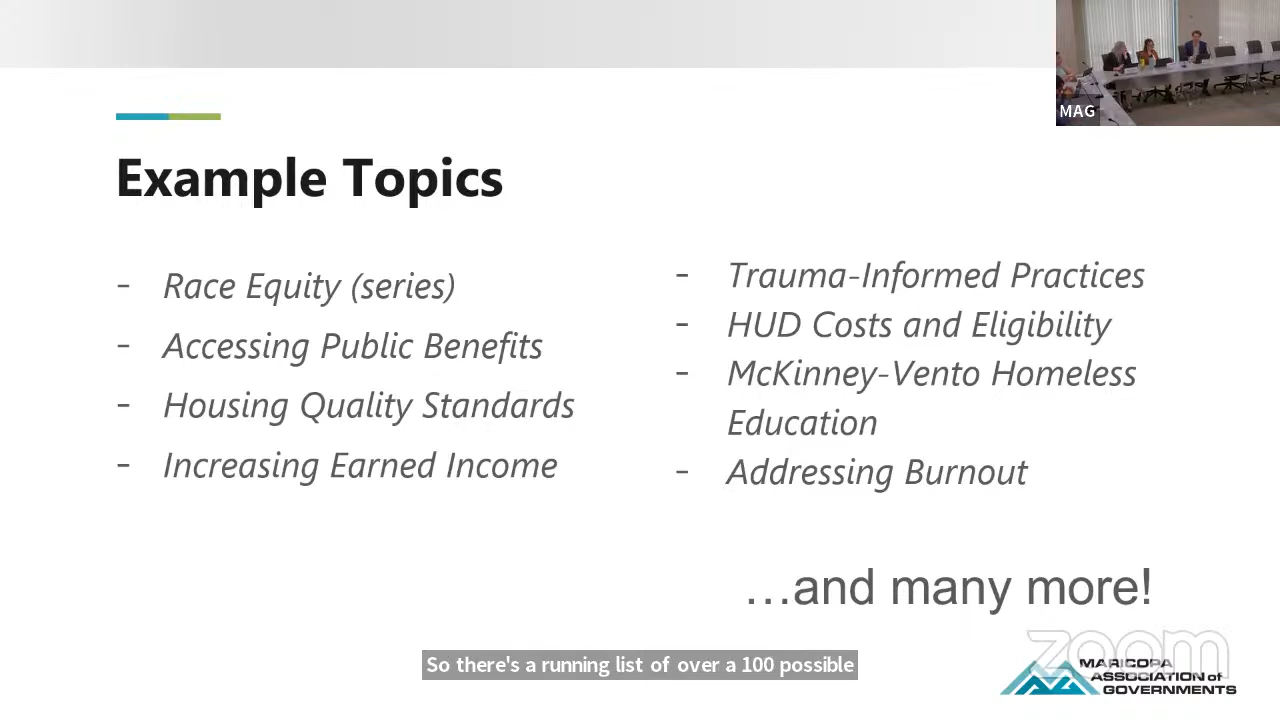 MAG
Example Topics
- Race Equity (series)
- Accessing Public Benefits
- Housing Quality Standards
- Increasing Earned Income
- Trauma-Informed Practices
- HUD Costs and Eligibility
- McKinney-Vento Homeless
Education
- Addressing Burnout
...and many more!
So there's a running list of over a 100 possible
zoom
MARICOPA
ASSOCIATION of
GOVERNMENTS